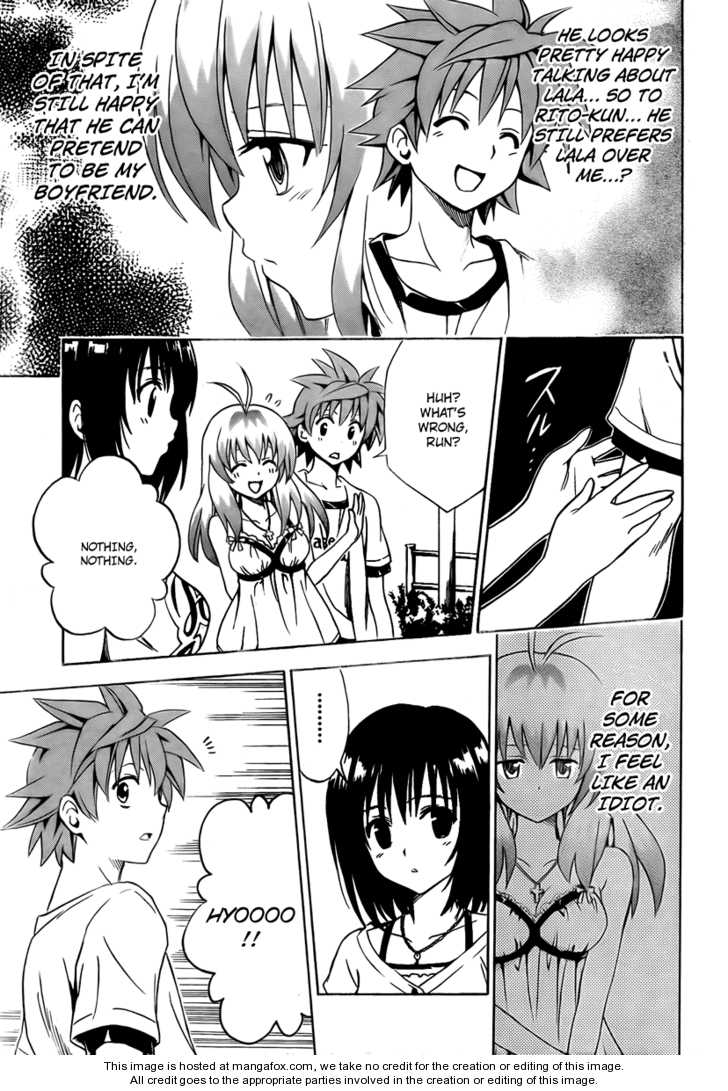 HE LOOKS
PRETTY HAPPY
TALKING ABOUT
LALA... SO TO
RITO-KUN... HE
STILL PREFERS
LALA OVER
ME...?
IN SPITE
OF THAT, I'M
STILL HAPPY
THAT HE CAN
PRETEND
TO BE MY
BOYFRIEND.
スッ
HUH?
WHAT'S
WRONG,
RUN?
NOTHING,
NOTHING.
FOR
SOME
REASON,
I FEEL
LIKE AN
IDIOT.
........
HYOOOO
!!
This image is hosted at mangafox.com, we take no credit for the creation or editing of this image.
All credit goes to the appropriate parties involved in the creation of editing of this image.